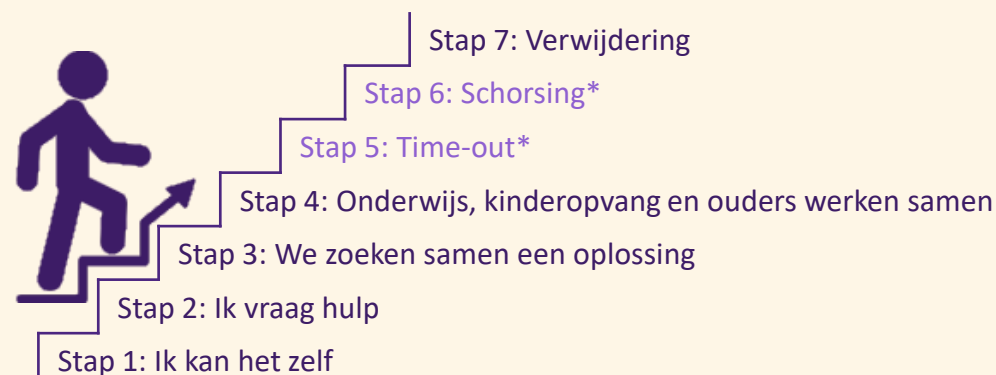 Stap 7: Verwijdering
Stap 6: Schorsing*
Stap 5: Time-out*
Stap 4: Onderwijs, kinderopvang en ouders werken samen
Stap 3: We zoeken samen een oplossing
Stap 2: Ik vraag hulp
Stap 1: Ik kan het zelf